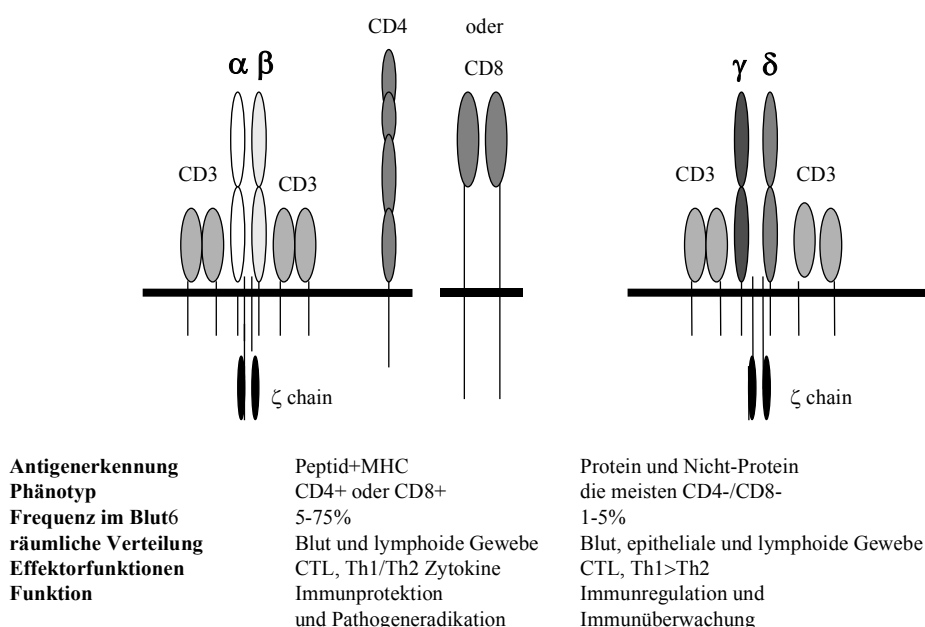 CD4 oder
α β CD8 γ δ
CD3 CD3 CD3 CD3
ζ chain ζ chain
Antigenerkennung Peptid+MHC Protein und Nicht-Protein
Phänotyp CD4+ oder CD8+ die meisten CD4-/CD8-
Frequenz im Blut6 5-75% 1-5%
räumliche Verteilung Blut und lymphoide Gewebe Blut, epitheliale und lymphoide Gewebe
Effektorfunktionen CTL, Th1/Th2 Zytokine CTL, Th1>Th2
Funktion Immunprotektion Immunregulation und
und Pathogeneradikation Immunüberwachung